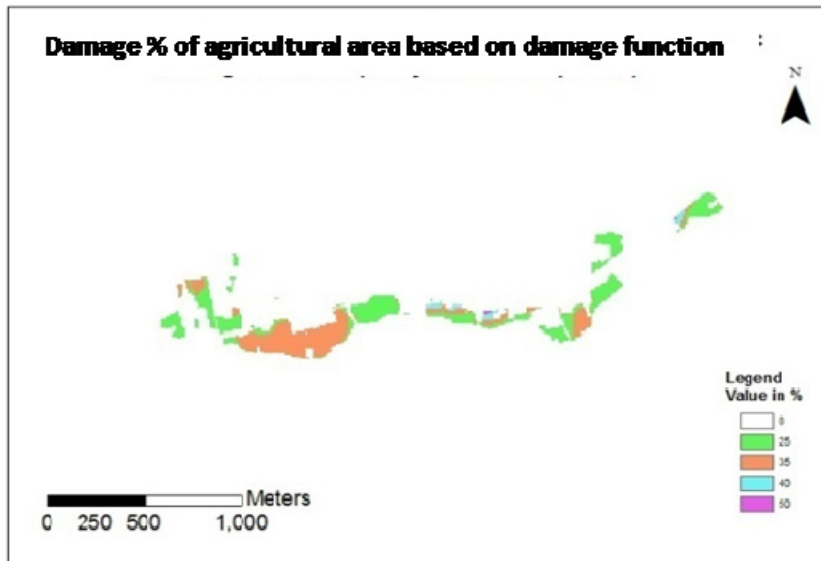 Damage % of agricultural area based on damage function :
N
Legend
Value in %
0
25
35
40
50
Meters
0 250 500 1,000